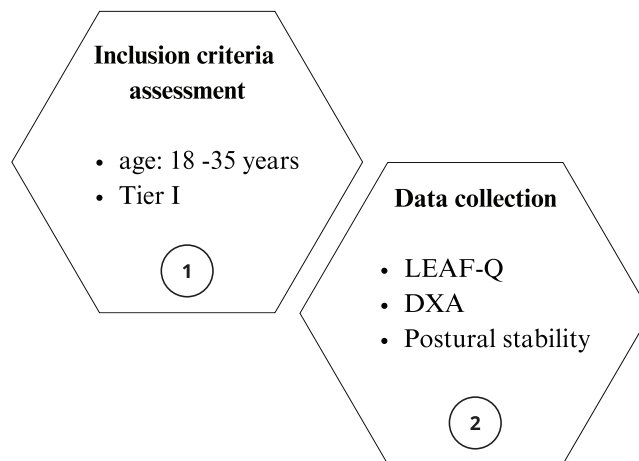 Inclusion criteria
assessment
• age: 18 -35 years
• Tier I
1
Data collection
• LEAF-Q
• DXA
• Postural stability
2